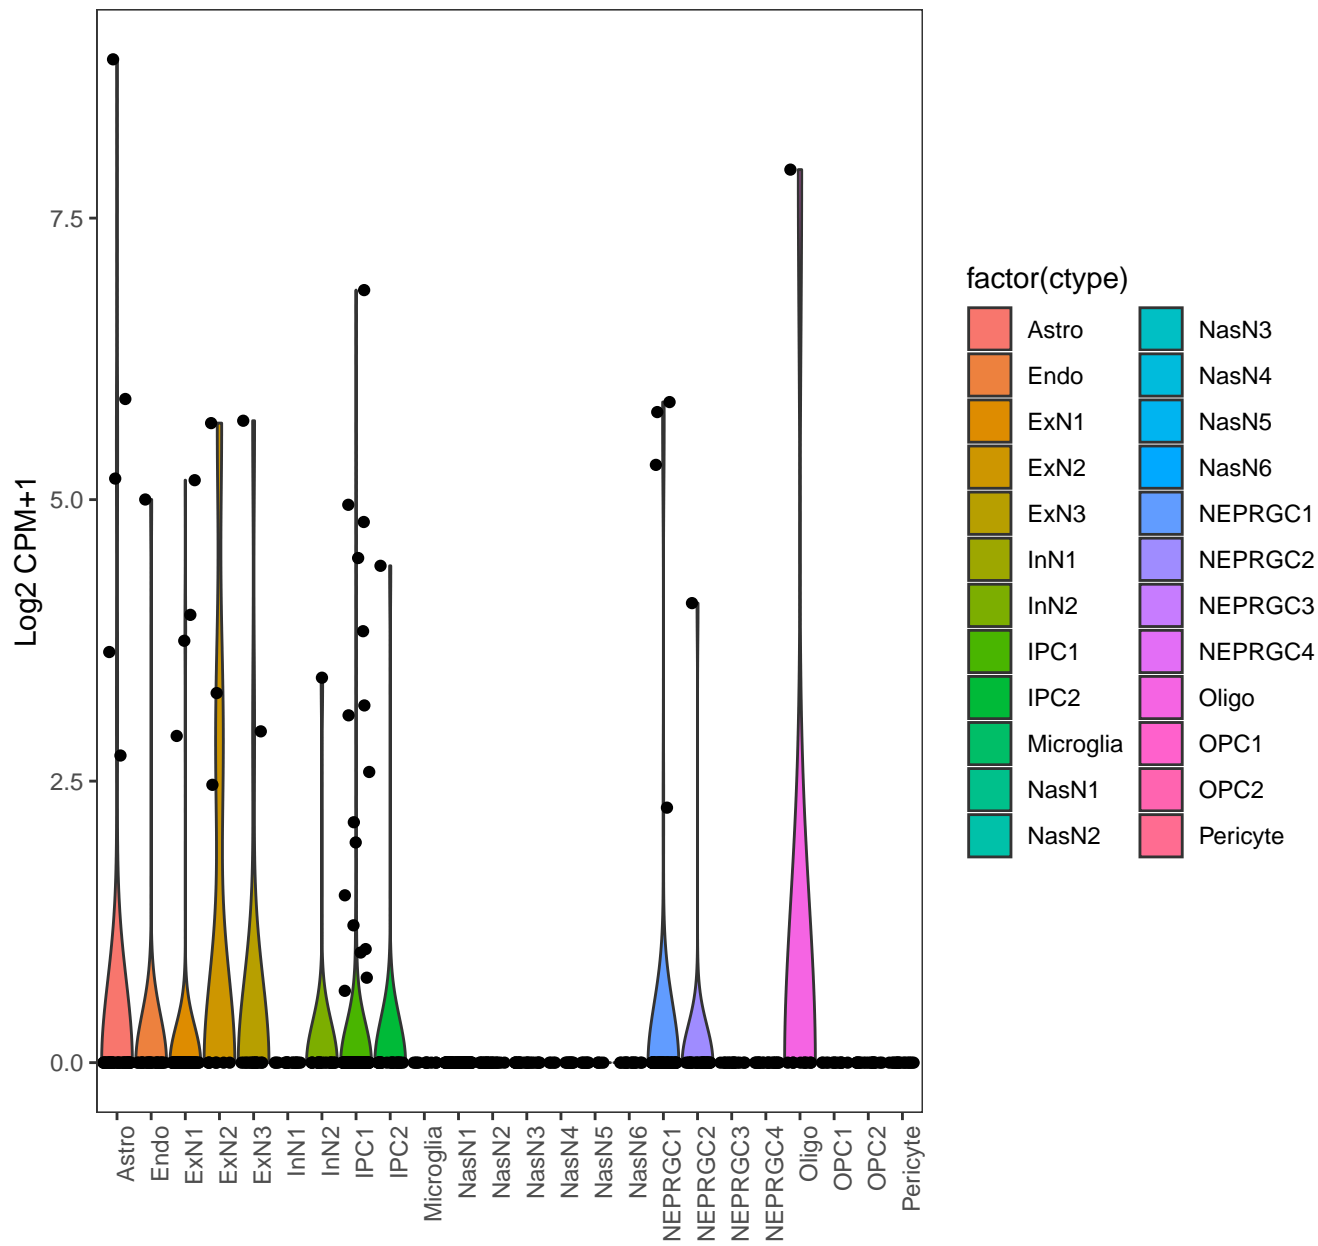 Log2 CPM+1
7.5
5.0
2.5
0.0
Astro
Endo
ExN1
ExN2
ExN3
InN1
InN2
IPC1
IPC2
Microglia
NasN1
NasN2
NasN3
NasN4
NasN5
NasN6
NEPRGC1
NEPRGC2
NEPRGC3
NEPRGC4
Oligo
OPC1
OPC2
Pericyte
factor(ctype)
Astro
Endo
ExN1
ExN2
ExN3
InN1
InN2
IPC1
IPC2
Microglia
NasN1
NasN2
NasN3
NasN4
NasN5
NasN6
NEPRGC1
NEPRGC2
NEPRGC3
NEPRGC4
Oligo
OPC1
OPC2
Pericyte